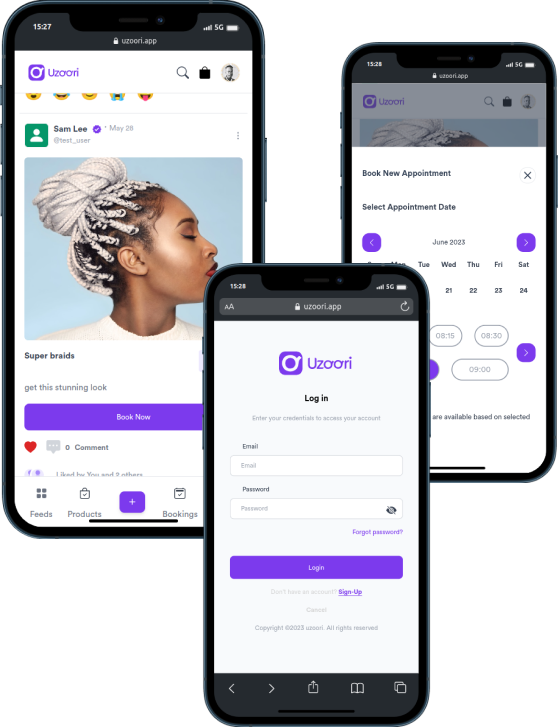 15:27
5G
uzoori.app
Uzoori
Sam Lee
• May 28
@test_user
Super braids
get this stunning look
Book Now
0 Comment
Liked by You and 2 others
Feeds
Products
+
Bookings
15:28
5G
uzoori.app
Uzoori
Book New Appointment
Select Appointment Date
June 2023
Tue Wed Thu Fri Sat
21 22 23 24
08:15 08:30
09:00
are available based on selected
15:28
5G
AA
uzoori.app
Uzoori
Log in
Enter your credentials to access your account
Email
Email
Password
Password
Forgot password?
Login
Don't have an account? Sign-Up
Cancel
Copyright ©2023 uzoori. All rights reserved